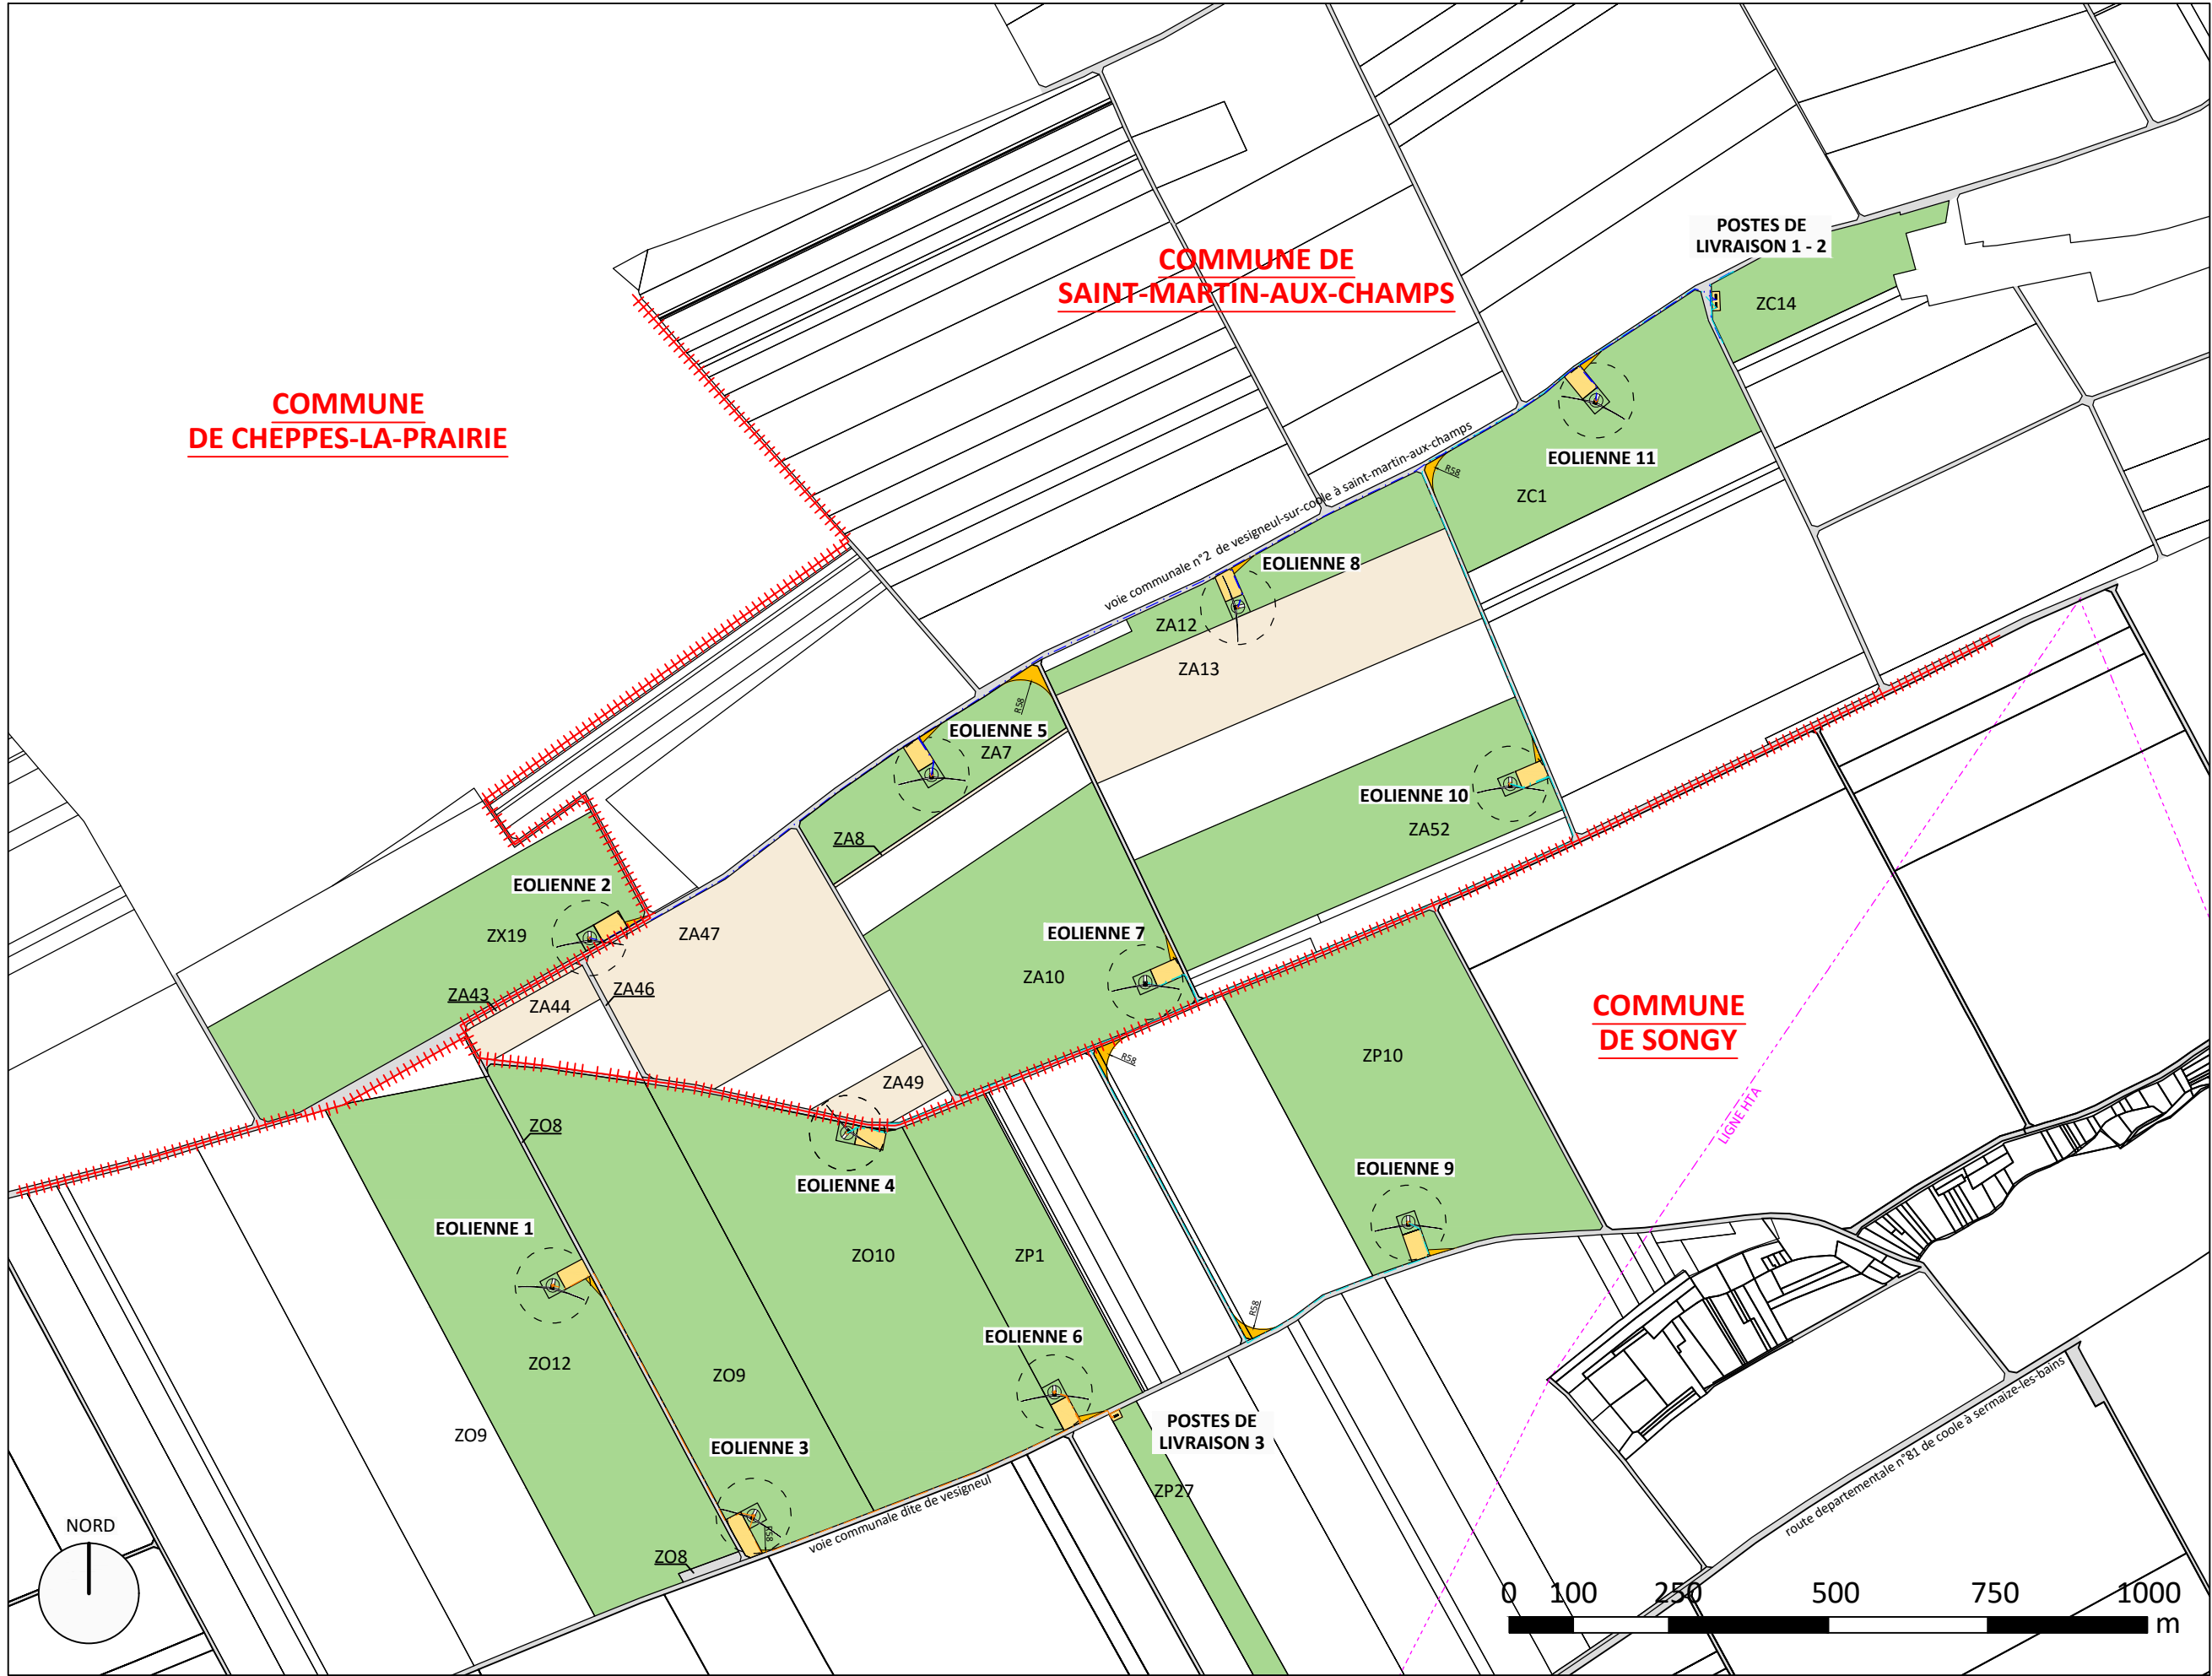 POSTES DE
LIVRAISON 1 - 2
COMMUNE DE
SAINT-MARTIN-AUX-CHAMPS
ZC14
COMMUNE
DE CHEPPES-LA-PRAIRIE
EOLIENNE 11
R58
ZC1
voie communale n°2 de vesigneul-sur-coole à saint-martin-aux-champs
EOLIENNE 8
ZA12
ZA13
R58
EOLIENNE 5
ZA7
EOLIENNE 10
ZA52
ZA8
EOLIENNE 2
ZX19
ZA47
EOLIENNE 7
ZA10
ZA43
ZA46
ZA44
COMMUNE
DE SONGY
ZP10
R58
ZA49
LIGNE HTA
ZO8
EOLIENNE 9
EOLIENNE 4
EOLIENNE 1
ZO10
ZP1
R58
EOLIENNE 6
ZO12
ZO9
ZO9
POSTES DE
LIVRAISON 3
EOLIENNE 3
ZP27
voie communale dite de vesigneul
route departementale n°81 de coole à sermaize-les-bains
R58
ZO8
NORD
0 100 250 500 750 1000
m